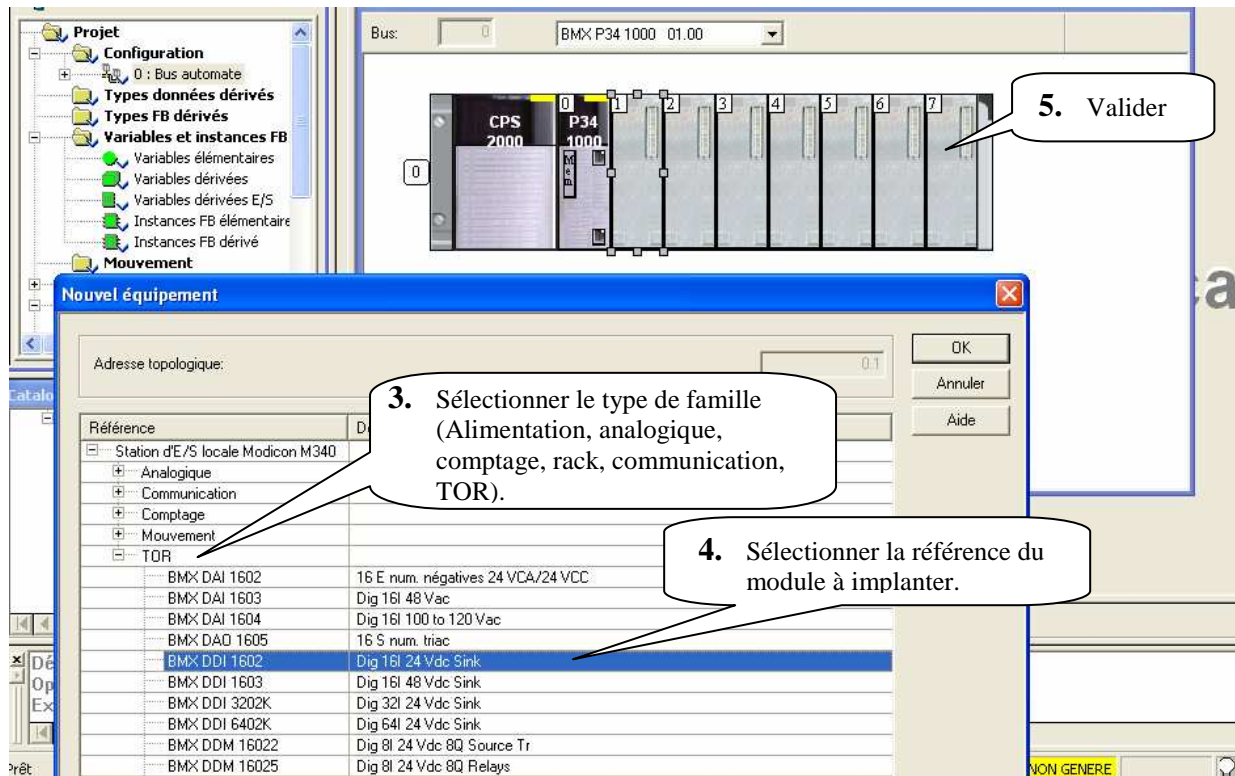 Projet
Configuration
0 : Bus automate
Types données dérivés
Types FB dérivés
Variables et instances FB
Variables élémentaires
Variables dérivées
Variables dérivées E/S
Instances FB élémentaire
Instances FB dérivé
Mouvement
Bus: 0 BMX P34 1000 01.00
0 1 2 3 4 5 6 7
CPS 2000
P34 1000
Mem
0
5. Valider
Nouvel équipement
Adresse topologique: 0.1
OK
Annuler
Aide
3. Sélectionner le type de famille
(Alimentation, analogique,
comptage, rack, communication,
TOR).
Référence
Station d'E/S locale Modicon M340
Analogique
Communication
Comptage
Mouvement
TOR
4. Sélectionner la référence du
module à implanter.
BMX DAI 1602 16 E num. négatives 24 VCA/24 VCC
BMX DAI 1603 Dig 16I 48 Vac
BMX DAI 1604 Dig 16I 100 to 120 Vac
BMX DAO 1605 16 S num. triac
BMX DDI 1602 Dig 16I 24 Vdc Sink
BMX DDI 1603 Dig 16I 48 Vdc Sink
BMX DDI 3202K Dig 32I 24 Vdc Sink
BMX DDI 6402K Dig 64I 24 Vdc Sink
BMX DDM 16022 Dig 8I 24 Vdc 8Q Source Tr
BMX DDM 16025 Dig 8I 24 Vdc 8Q Relays
Catalo
Dé
Op
Ex
ca
Prêt
NON GENERE